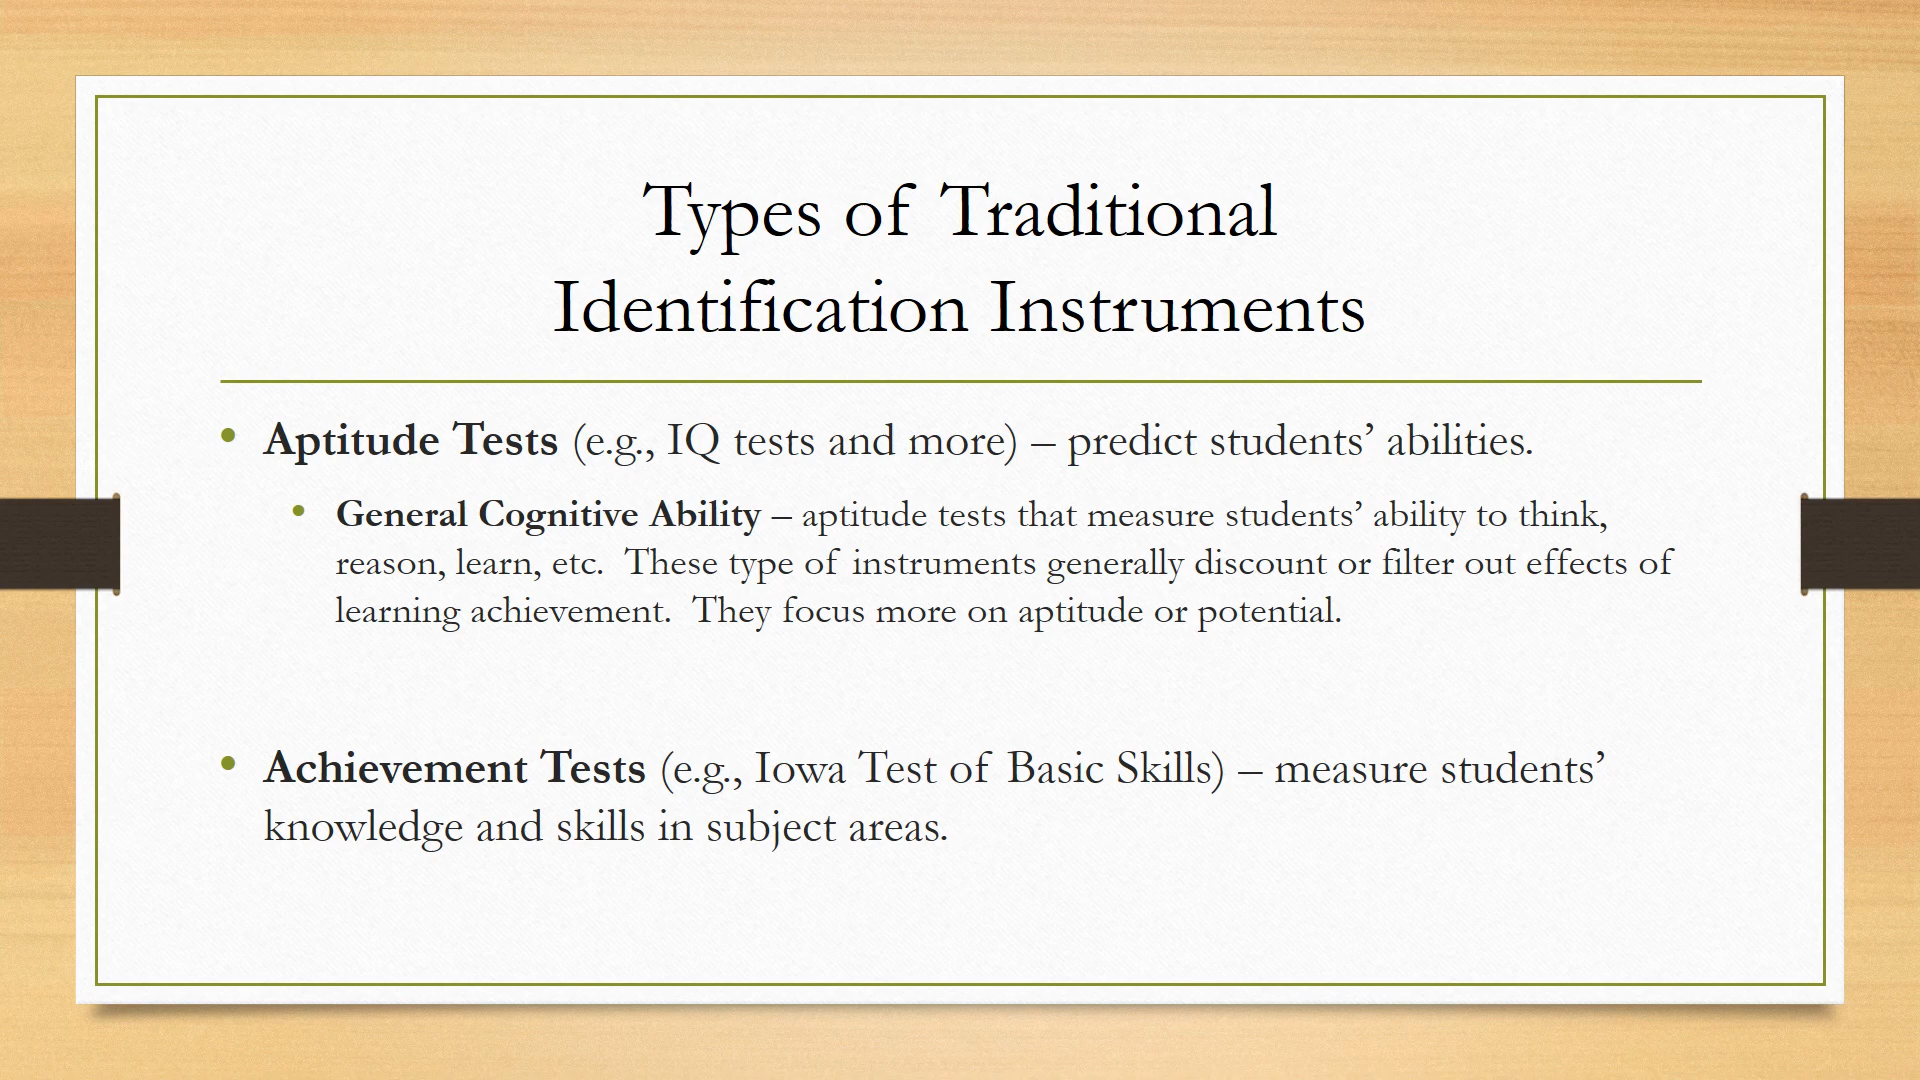 Types of Traditional
Identification Instruments
• Aptitude Tests (e.g., IQ tests and more) – predict students’ abilities.
• General Cognitive Ability – aptitude tests that measure students’ ability to think,
reason, learn, etc.  These type of instruments generally discount or filter out effects of
learning achievement.  They focus more on aptitude or potential.
• Achievement Tests (e.g., Iowa Test of Basic Skills) – measure students’
knowledge and skills in subject areas.